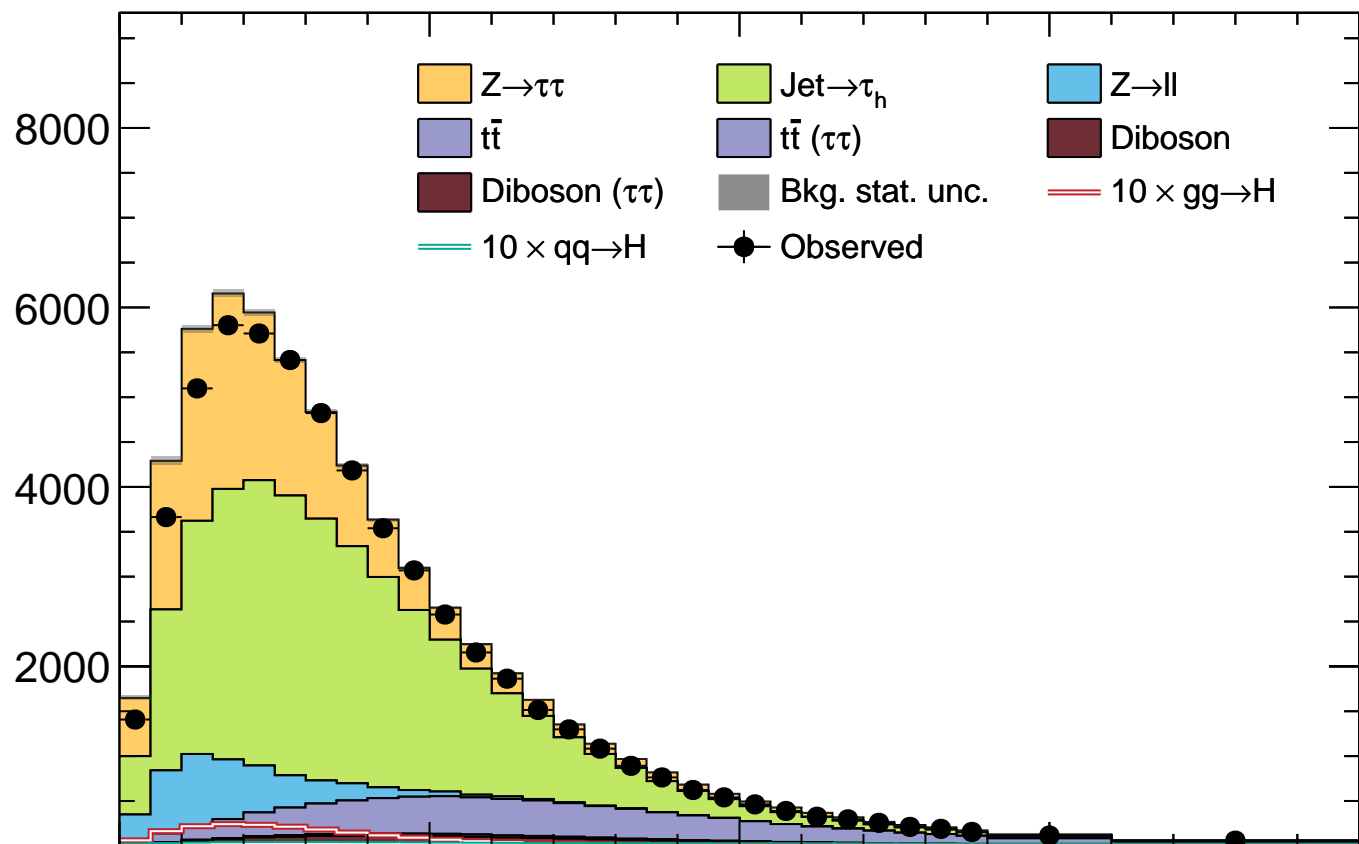 Z→ττ Jet→τh Z→ll
8000
tt̄ tt̄ (ττ) Diboson
Diboson (ττ) Bkg. stat. unc. 10 × gg→H
10 × qq→H Observed
6000
4000
2000